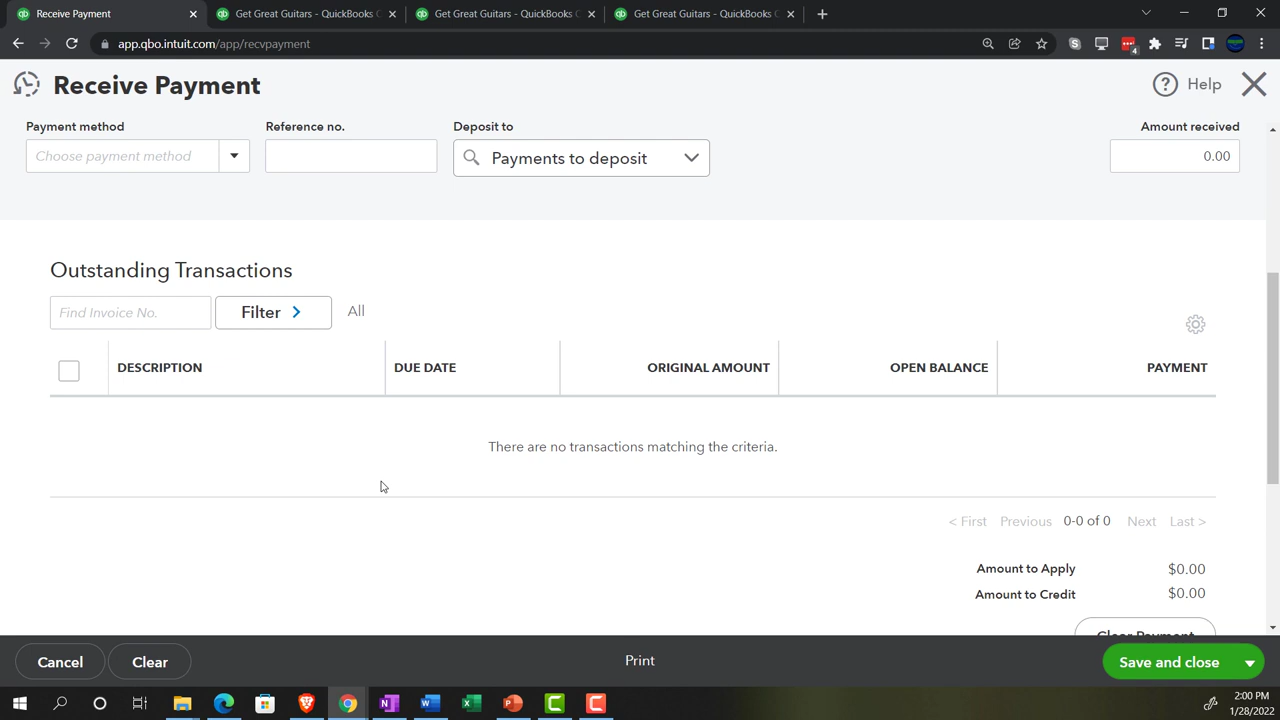 Receive Payment
Get Great Guitars - QuickBooks
Get Great Guitars - QuickBooks
Get Great Guitars - QuickBooks
app.qbo.intuit.com/app/recvpayment
4
Receive Payment
Help
Payment method
Reference no.
Deposit to
Amount received
Choose payment method
Payments to deposit
0.00
Outstanding Transactions
Find Invoice No.
Filter
All
DESCRIPTION
DUE DATE
ORIGINAL AMOUNT
OPEN BALANCE
PAYMENT
There are no transactions matching the criteria.
< First Previous 0-0 of 0 Next Last >
Amount to Apply $0.00
Amount to Credit $0.00
Clear Payment
Cancel
Clear
Print
Save and close
2:00 PM
1/28/2022